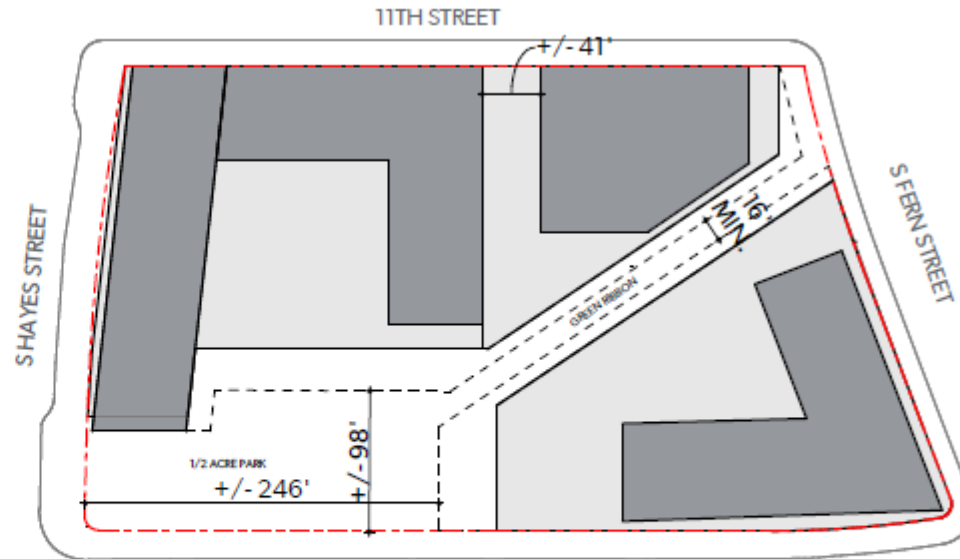 11TH STREET
+/- 41'
S HAYES STREET
S FERN STREET
16'
MIN.
GREEN RIBBON
1/2 ACRE PARK
+/- 246'
+/- 98'